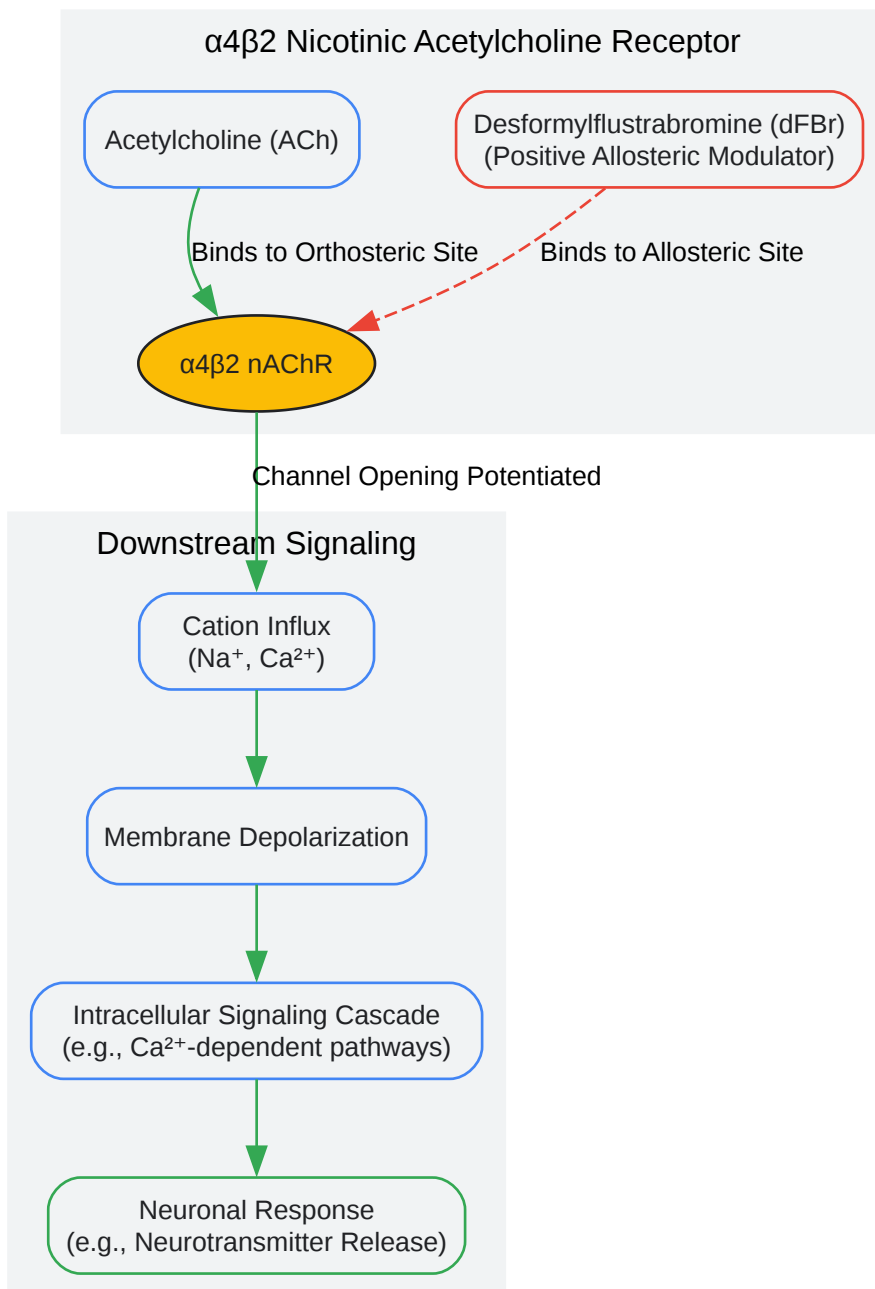 α4β2 Nicotinic Acetylcholine Receptor
Acetylcholine (ACh)
Desformylflustrabromine (dFBr)
(Positive Allosteric Modulator)
Binds to Orthosteric Site
Binds to Allosteric Site
α4β2 nAChR
Channel Opening Potentiated
Downstream Signaling
Cation Influx
(Na⁺, Ca²⁺)
Membrane Depolarization
Intracellular Signaling Cascade
(e.g., Ca²⁺-dependent pathways)
Neuronal Response
(e.g., Neurotransmitter Release)